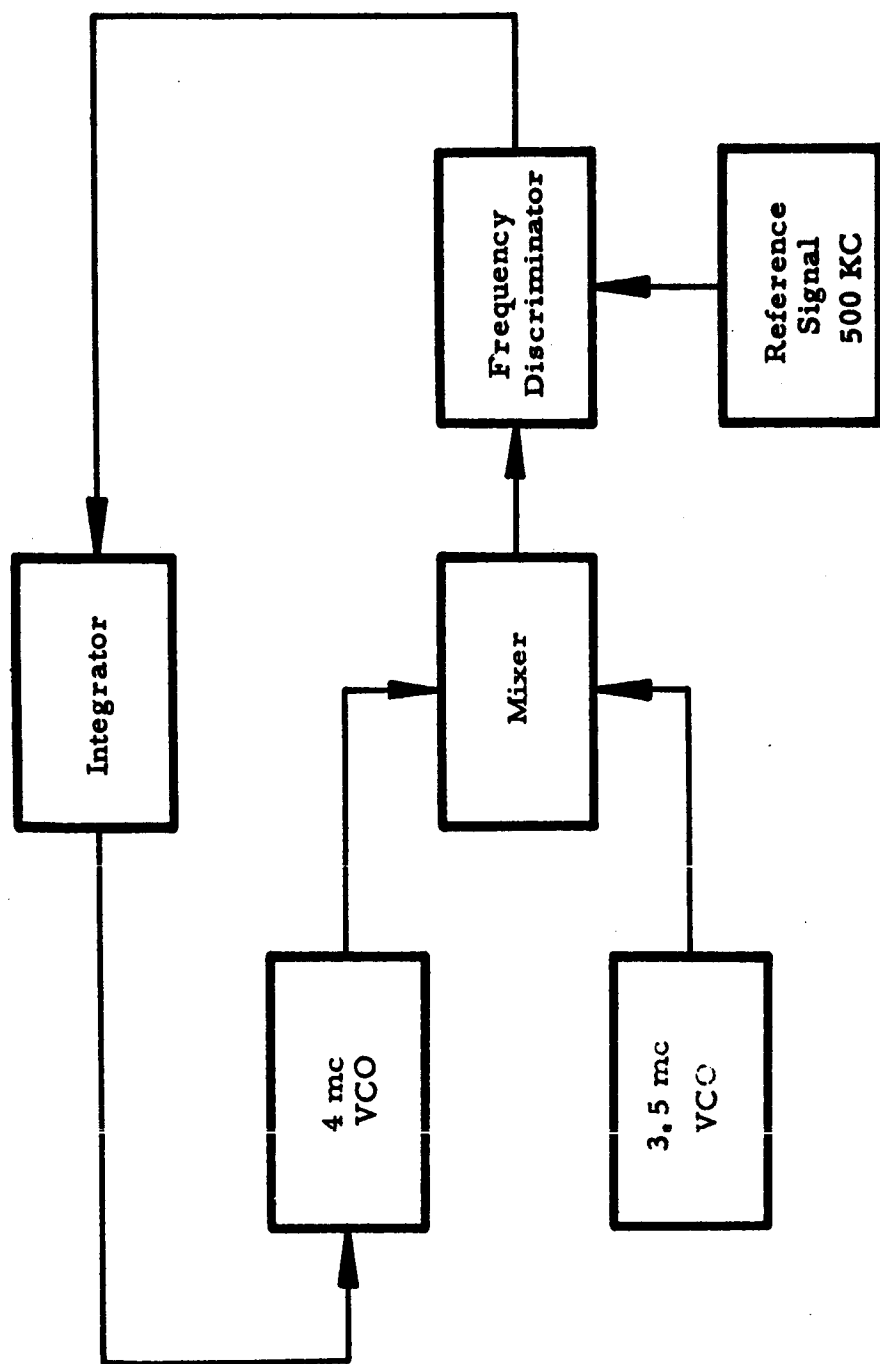 Integrator
4 mc
VCO
3.5 mc
VCO
Mixer
Frequency
Discriminator
Reference
Signal
500 KC